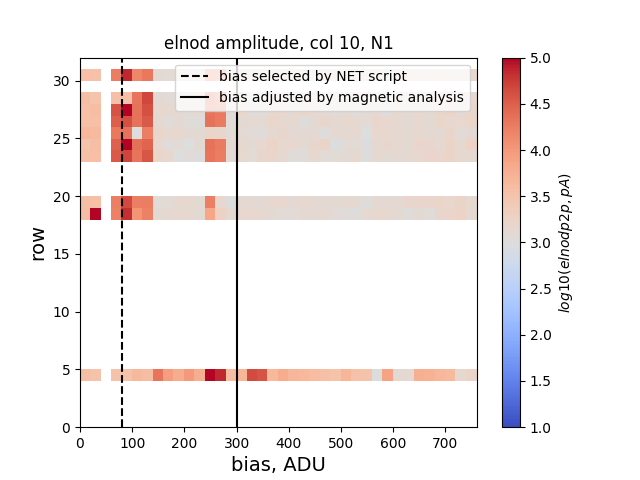 elnod amplitude, col 10, N1
bias selected by NET script
bias adjusted by magnetic analysis
30
25
20
15
10
5
0
row
0 100 200 300 400 500 600 700
bias, ADU
5.0
4.5
4.0
3.5
3.0
2.5
2.0
1.5
1.0
log10(elnodp2p, pA)